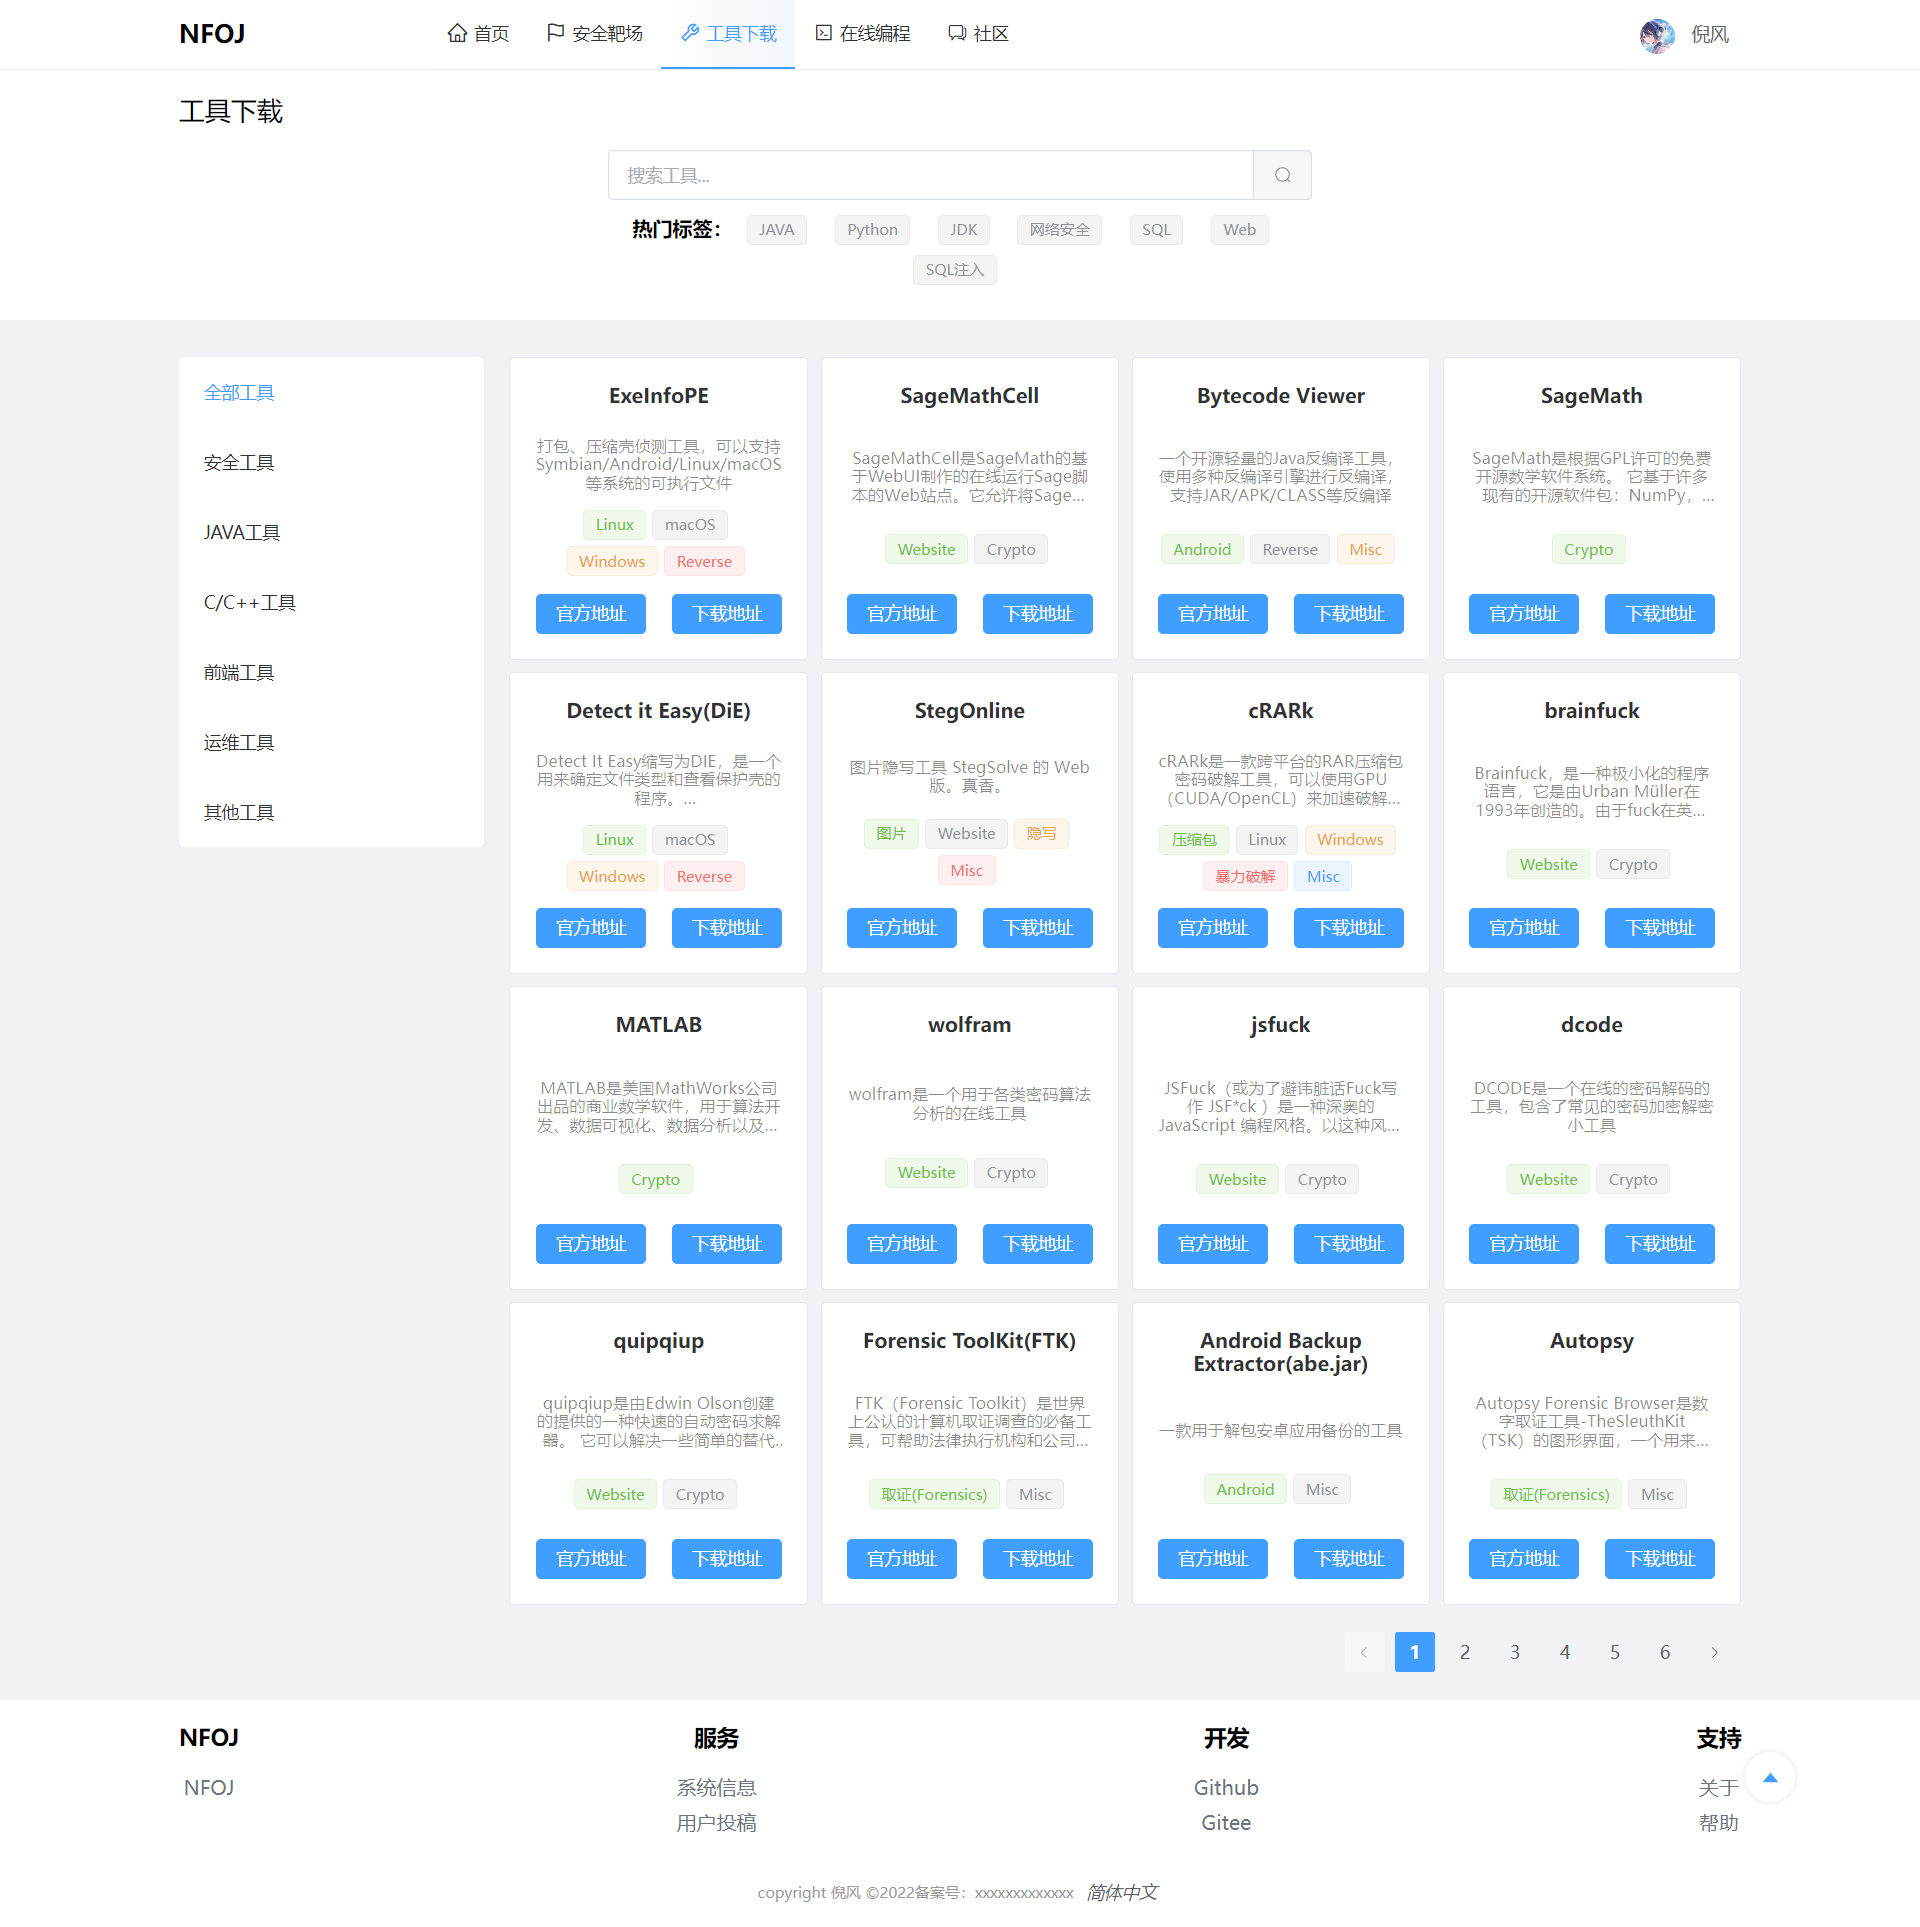 NFOJ
首页
安全靶场
工具下载
在线编程
社区
倪风
工具下载
搜索工具...
热门标签：
JAVA
Python
JDK
网络安全
SQL
Web
SQL注入
全部工具
安全工具
JAVA工具
C/C++工具
前端工具
运维工具
其他工具
ExeInfoPE
打包、压缩壳侦测工具，可以支持
Symbian/Android/Linux/macOS
等系统的可执行文件
Linux
macOS
Windows
Reverse
官方地址
下载地址
SageMathCell
SageMathCell是SageMath的基
于WebUI制作的在线运行Sage脚
本的Web站点。它允许将Sage...
Website
Crypto
官方地址
下载地址
Bytecode Viewer
一个开源轻量的Java反编译工具，
使用多种反编译引擎进行反编译，
支持JAR/APK/CLASS等反编译
Android
Reverse
Misc
官方地址
下载地址
SageMath
SageMath是根据GPL许可的免费
开源数学软件系统。 它基于许多
现有的开源软件包：NumPy，...
Crypto
官方地址
下载地址
Detect it Easy(DiE)
Detect It Easy缩写为DIE，是一个
用来确定文件类型和查看保护壳的
程序。...
Linux
macOS
Windows
Reverse
官方地址
下载地址
StegOnline
图片隐写工具 StegSolve 的 Web
版。真香。
图片
Website
隐写
Misc
官方地址
下载地址
cRARk
cRARk是一款跨平台的RAR压缩包
密码破解工具，可以使用GPU
（CUDA/OpenCL）来加速破解...
压缩包
Linux
Windows
暴力破解
Misc
官方地址
下载地址
brainfuck
Brainfuck，是一种极小化的程序
语言，它是由Urban Müller在
1993年创造的。由于fuck在英...
Website
Crypto
官方地址
下载地址
MATLAB
MATLAB是美国MathWorks公司
出品的商业数学软件，用于算法开
发、数据可视化、数据分析以及...
Crypto
官方地址
下载地址
wolfram
wolfram是一个用于各类密码算法
分析的在线工具
Website
Crypto
官方地址
下载地址
jsfuck
JSFuck（或为了避讳脏话Fuck写
作 JSF*ck ）是一种深奥的
JavaScript 编程风格。以这种风...
Website
Crypto
官方地址
下载地址
dcode
DCODE是一个在线的密码解码的
工具，包含了常见的密码加密解密
小工具
Website
Crypto
官方地址
下载地址
quipqiup
quipqiup是由Edwin Olson创建
的提供的一种快速的自动密码求解
器。 它可以解决一些简单的替代..
Website
Crypto
官方地址
下载地址
Forensic ToolKit(FTK)
FTK（Forensic Toolkit）是世界
上公认的计算机取证调查的必备工
具，可帮助法律执行机构和公司...
取证(Forensics)
Misc
官方地址
下载地址
Android Backup
Extractor(abe.jar)
一款用于解包安卓应用备份的工具
Android
Misc
官方地址
下载地址
Autopsy
Autopsy Forensic Browser是数
字取证工具-TheSleuthKit
（TSK）的图形界面，一个用来...
取证(Forensics)
Misc
官方地址
下载地址
1
2
3
4
5
6
NFOJ
NFOJ
服务
系统信息
用户投稿
开发
Github
Gitee
支持
关于
帮助
copyright 倪风 ©2022备案号：xxxxxxxxxxxxx 简体中文